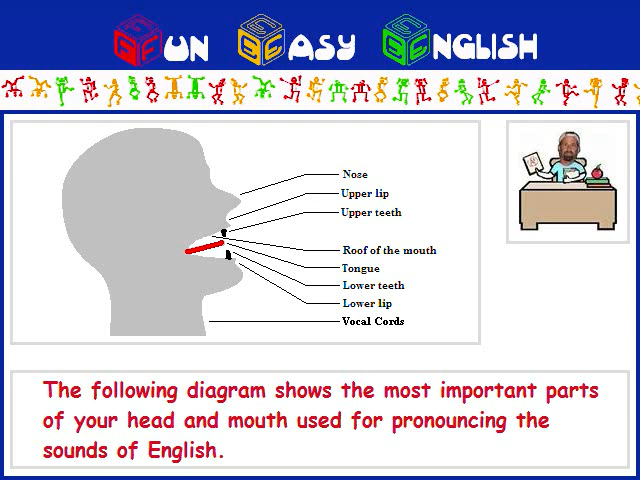 FUN EASY ENGLISH
Nose
Upper lip
Upper teeth
Roof of the mouth
Tongue
Lower teeth
Lower lip
Vocal Cords
The following diagram shows the most important parts
of your head and mouth used for pronouncing the
sounds of English.